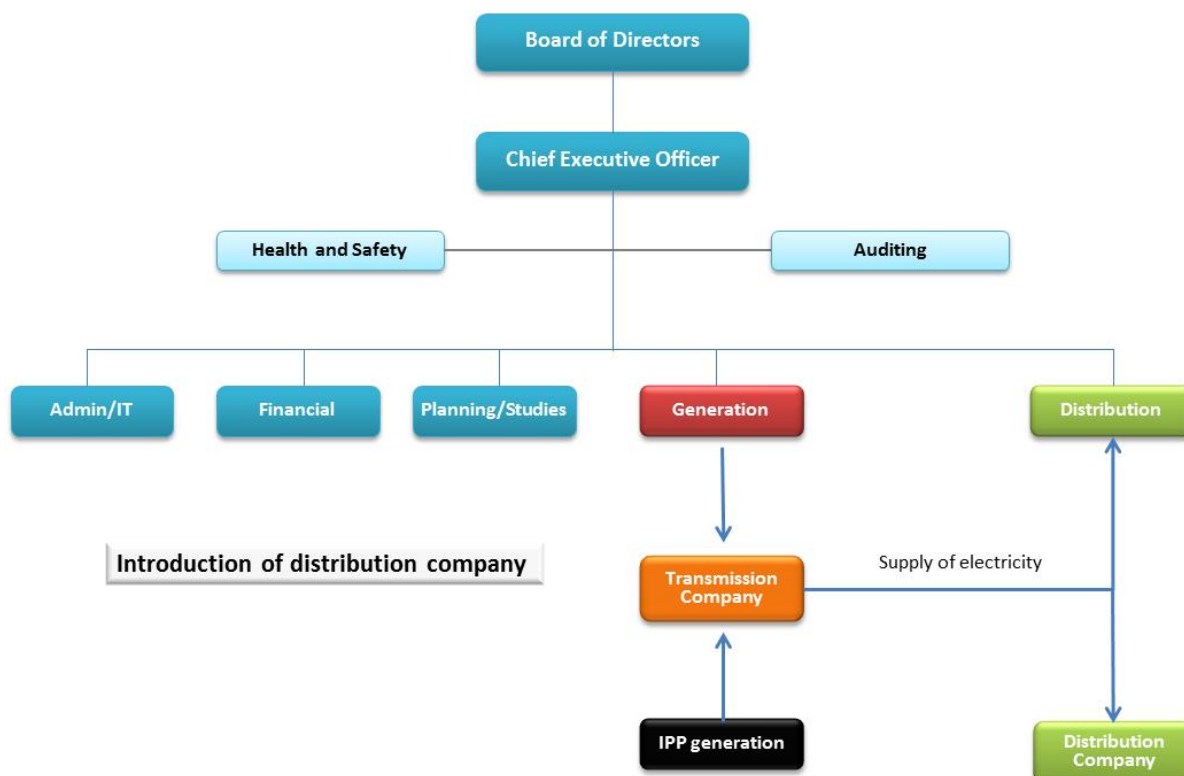 Board of Directors
Chief Executive Officer
Health and Safety
Auditing
Admin/IT
Financial
Planning/Studies
Generation
Distribution
Introduction of distribution company
Transmission
Company
Supply of electricity
IPP generation
Distribution
Company